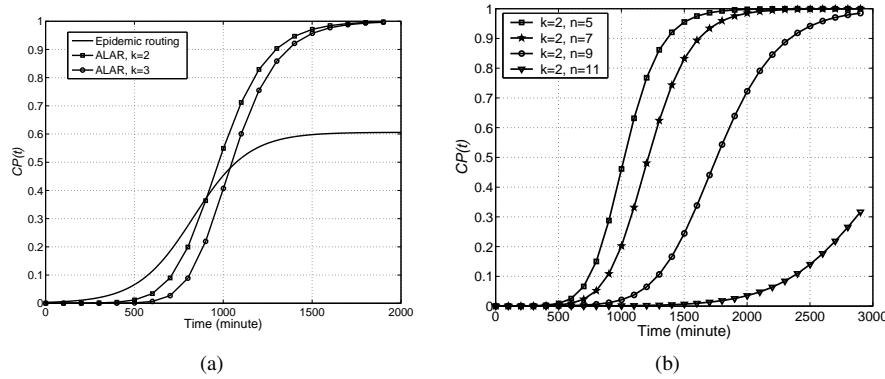 1
0.9
0.8
0.7
0.6
0.5
0.4
0.3
0.2
0.1
0
CP(t)
Epidemic routing
ALAR, k=2
ALAR, k=3
0 500 1000 1500 2000
Time (minute)
(a)
1
0.9
0.8
0.7
0.6
0.5
0.4
0.3
0.2
0.1
0
CP(t)
k=2, n=5
k=2, n=7
k=2, n=9
k=2, n=11
0 500 1000 1500 2000 2500 3000
Time (minute)
(b)